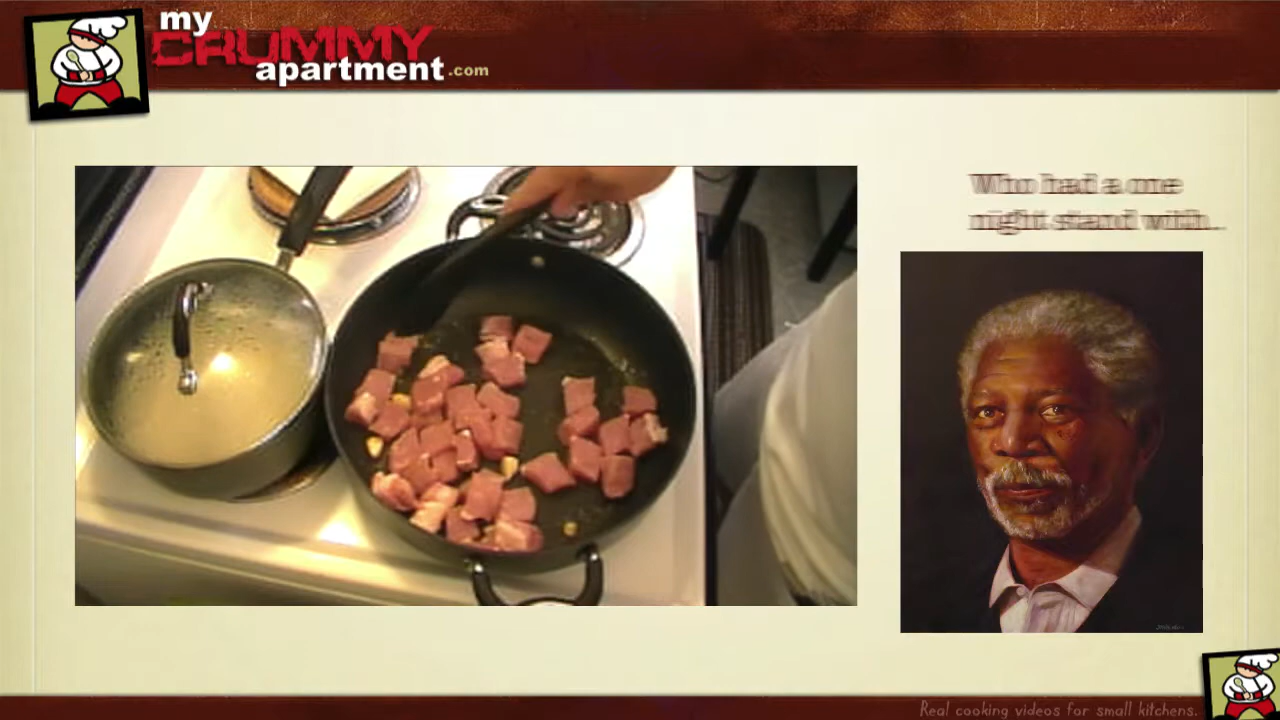 my
CRUMMY
apartment.com
Who had a one
night stand with..
Real cooking videos for small kitchens.